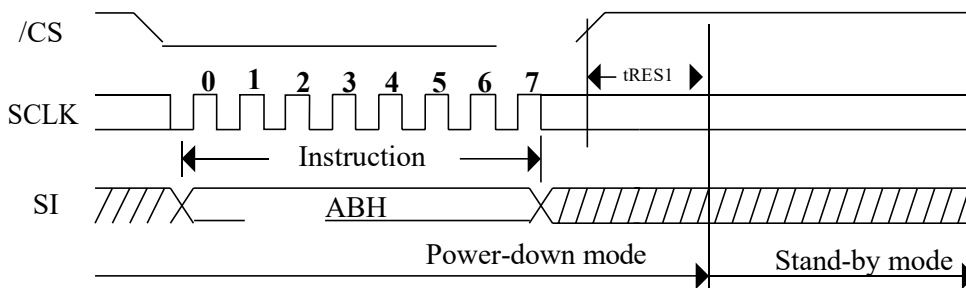 /CS
tRES1
0 1 2 3 4 5 6 7
SCLK
Instruction
SI
ABH
Power-down mode
Stand-by mode